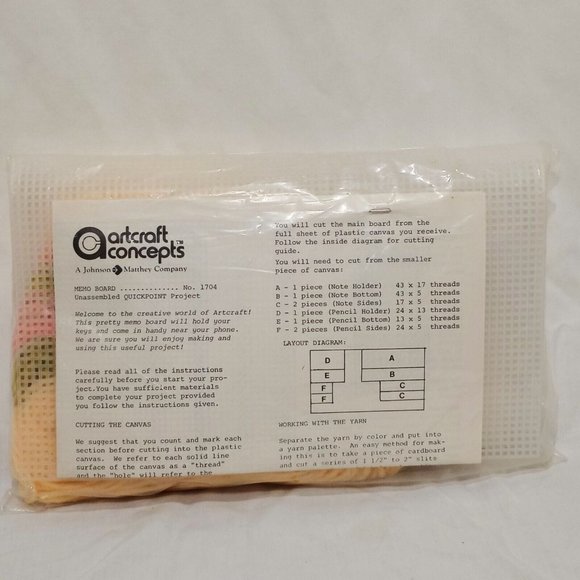 artcraft
concepts™
A Johnson Matthey Company
MEMO BOARD .............. No. 1704
Unassembled QUICKPOINT Project
Welcome to the creative world of Artcraft!
This pretty memo board will hold your
keys and come in handy near your phone.
We are sure you will enjoy making and
using this useful project!
Please read all of the instructions
carefully before you start your pro-
ject. You have sufficient materials
to complete your project provided
you follow the instructions given.
CUTTING THE CANVAS
We suggest that you count and mark each
section before cutting into the plastic
canvas. We refer to each solid line
surface of the canvas as a "thread"
and the "hole" will refer to the
You will cut the main board from the
full sheet of plastic canvas you receive.
Follow the inside diagram for cutting
guide.
You will need to cut from the smaller
piece of canvas:
A - 1 piece (Note Holder) 43 x 17 threads
B - 1 piece (Note Bottom) 43 x 5 threads
C - 2 pieces (Note Sides) 17 x 5 threads
D - 1 piece (Pencil Holder) 24 x 13 threads
E - 1 piece (Pencil Bottom) 13 x 5 threads
F - 2 pieces (Pencil Sides) 24 x 5 threads
LAYOUT DIAGRAM:
D A
E B
F C
F C
WORKING WITH THE YARN
Separate the yarn by color and put into
a yarn palette. An easy method for mak-
ing this is to take a piece of cardboard
and cut a series of 1 1/2" to 2" slits